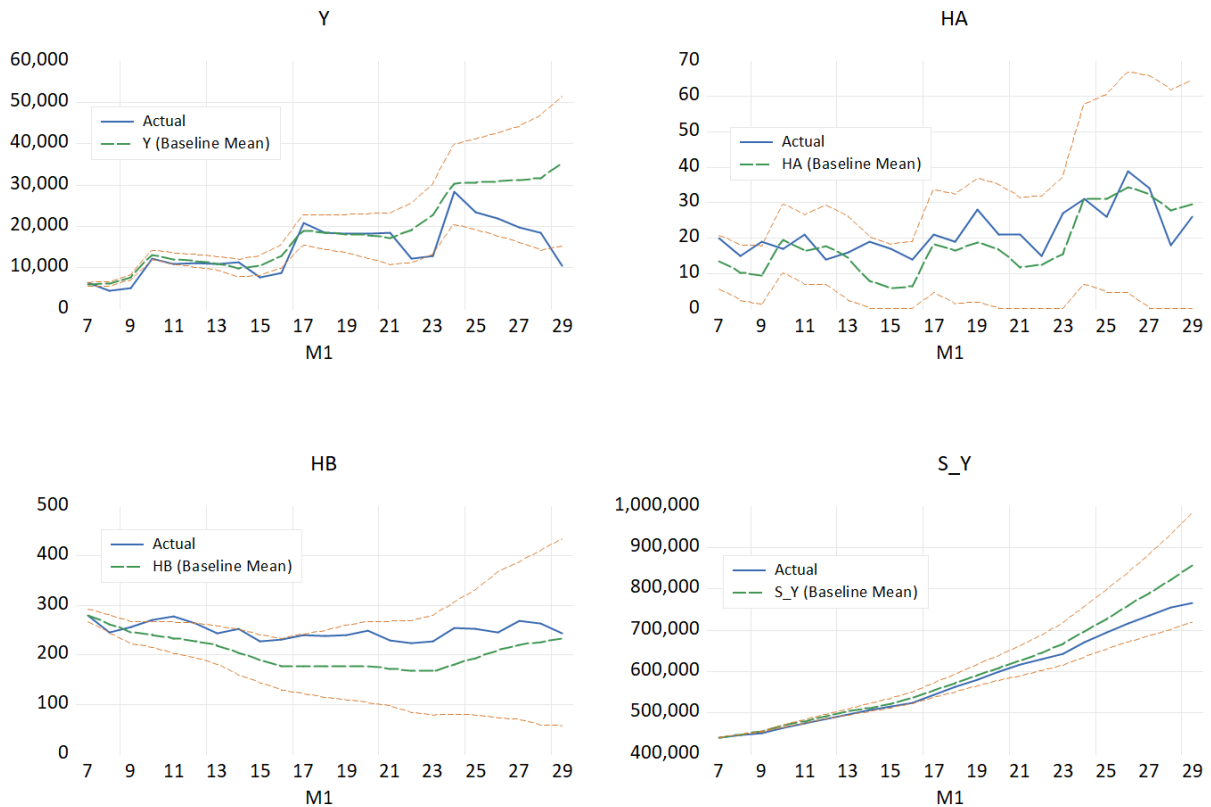 Y
60,000
50,000
40,000
30,000
20,000
10,000
0
Actual
Y (Baseline Mean)
7 9 11 13 15 17 19 21 23 25 27 29
M1
HA
70
60
50
40
30
20
10
0
Actual
HA (Baseline Mean)
7 9 11 13 15 17 19 21 23 25 27 29
M1
HB
500
400
300
200
100
0
Actual
HB (Baseline Mean)
7 9 11 13 15 17 19 21 23 25 27 29
M1
S_Y
1,000,000
900,000
800,000
700,000
600,000
500,000
400,000
Actual
S_Y (Baseline Mean)
7 9 11 13 15 17 19 21 23 25 27 29
M1